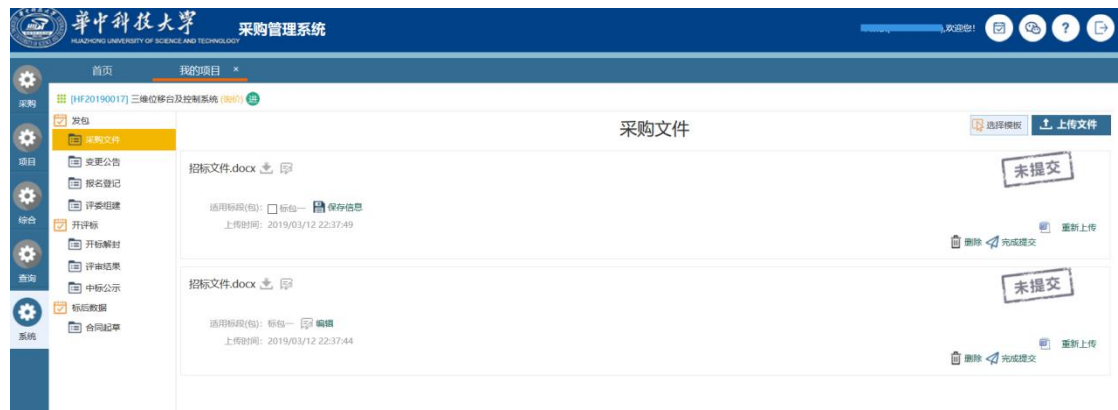 華中科技大学 采购管理系统
HUAZHONG UNIVERSITY OF SCIENCE AND TECHNOLOGY
,欢迎您!
首页 我的项目 ×
采购
项目
综合
查询
系统
[HF20190017] 三维位移台及控制系统 (询价) 进
发包
采购文件
变更公告
报名登记
评委组建
开评标
开标解封
评审结果
中标公示
标后数据
合同起草
采购文件
选择模板 上传文件
招标文件.docx
未提交
适用标段(包): 标包一 保存信息
上传时间: 2019/03/12 22:37:49
重新上传
删除 完成提交
招标文件.docx
未提交
适用标段(包): 标包一 编辑
上传时间: 2019/03/12 22:37:44
重新上传
删除 完成提交